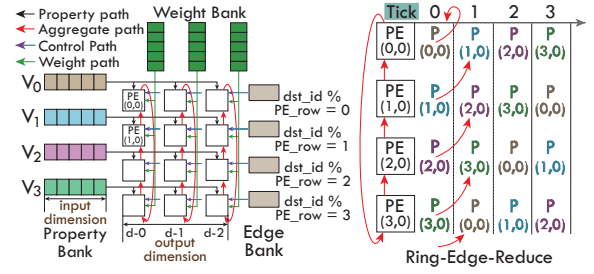 Property path
Aggregate path
Control Path
Weight path
Weight Bank
V0
V1
V2
V3
PE
(0,0)
PE
(1,0)
dst_id %
PE_row = 0
dst_id %
PE_row = 1
dst_id %
PE_row = 2
dst_id %
PE_row = 3
input
dimension
Property
Bank
d-0 d-1 d-2
output
dimension
Edge
Bank
Tick 0 1 2 3
PE P P P P
(0,0) (0,0) (1,0) (2,0) (3,0)
PE P P P P
(1,0) (1,0) (2,0) (3,0) (0,0)
PE P P P P
(2,0) (2,0) (3,0) (0,0) (1,0)
PE P P P P
(3,0) (3,0) (0,0) (1,0) (2,0)
Ring-Edge-Reduce